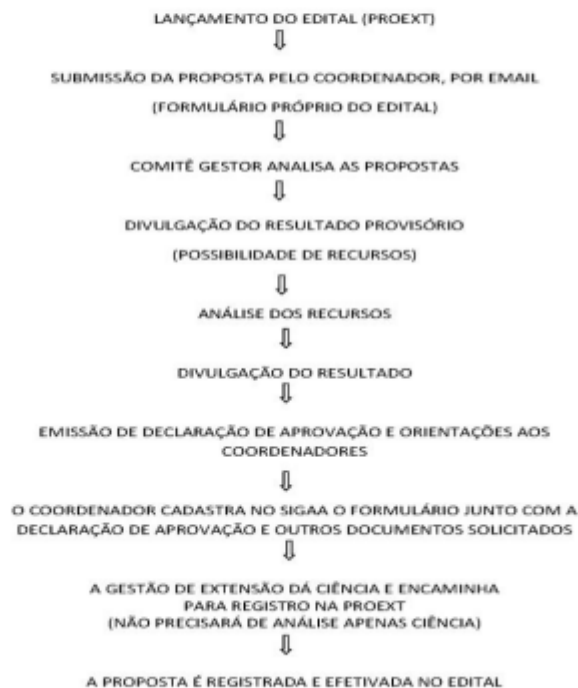 LANÇAMENTO DO EDITAL (PROEXT)
SUBMISSÃO DA PROPOSTA PELO COORDENADOR, POR EMAIL
(FORMULÁRIO PRÓPRIO DO EDITAL)
COMITÊ GESTOR ANALISA AS PROPOSTAS
DIVULGAÇÃO DO RESULTADO PROVISÓRIO
(POSSIBILIDADE DE RECURSOS)
ANÁLISE DOS RECURSOS
DIVULGAÇÃO DO RESULTADO
EMISSÃO DE DECLARAÇÃO DE APROVAÇÃO E ORIENTAÇÕES AOS
COORDENADORES
O COORDENADOR CADASTRA NO SIGAA O FORMULÁRIO JUNTO COM A
DECLARAÇÃO DE APROVAÇÃO E OUTROS DOCUMENTOS SOLICITADOS
A GESTÃO DE EXTENSÃO DÁ CIÊNCIA E ENCAMINHA
PARA REGISTRO NA PROEXT
(NÃO PRECISARÁ DE ANÁLISE APENAS CIÊNCIA)
A PROPOSTA É REGISTRADA E EFETIVADA NO EDITAL